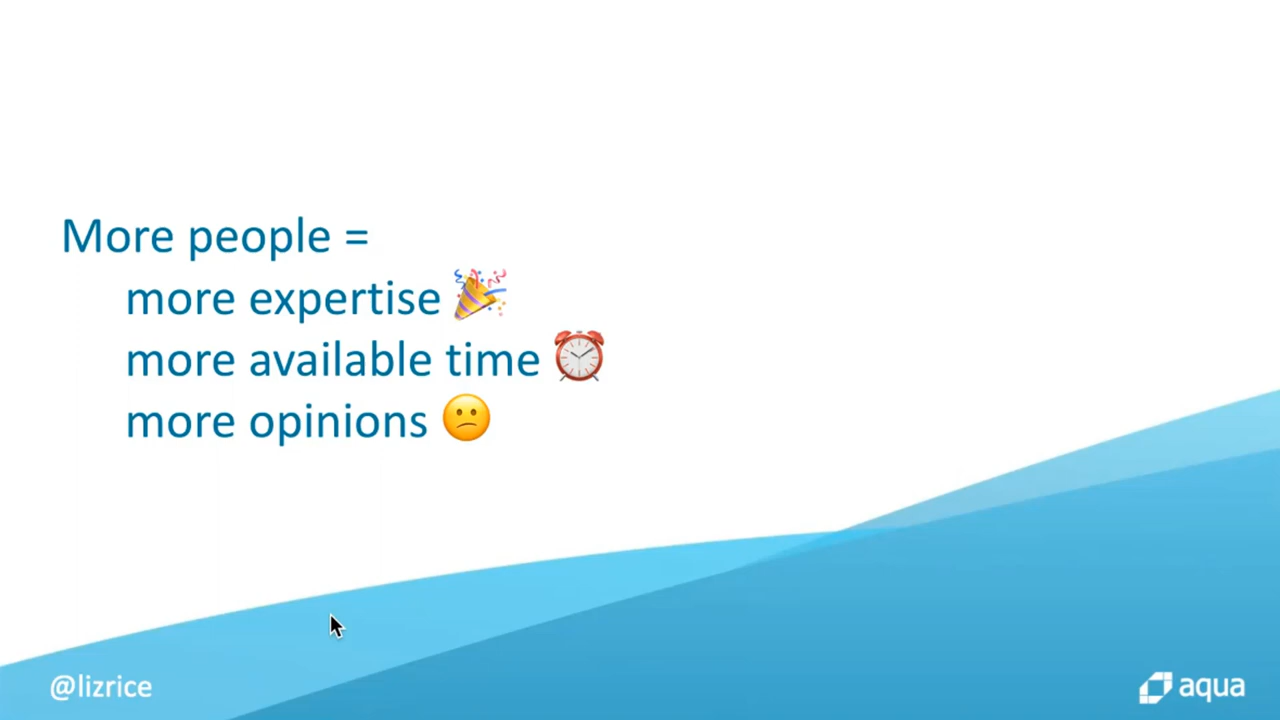 More people =
more expertise 🎉
more available time ⏰
more opinions 😕
@lizrice
aqua